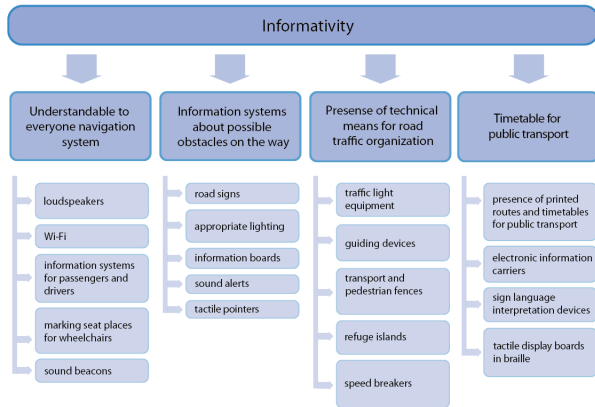 Informativity
Understandable to
everyone navigation
system
loudspeakers
Wi-Fi
information systems
for passengers and
drivers
marking seat places
for wheelchairs
sound beacons
Information systems
about possible
obstacles on the way
road signs
appropriate lighting
information boards
sound alerts
tactile pointers
Presense of technical
means for road
traffic organization
traffic light
equipment
guiding devices
transport and
pedestrian fences
refuge islands
speed breakers
Timetable for
public transport
presence of printed
routes and timetables
for public transport
electronic information
carriers
sign language
interpretation devices
tactile display boards
in braille